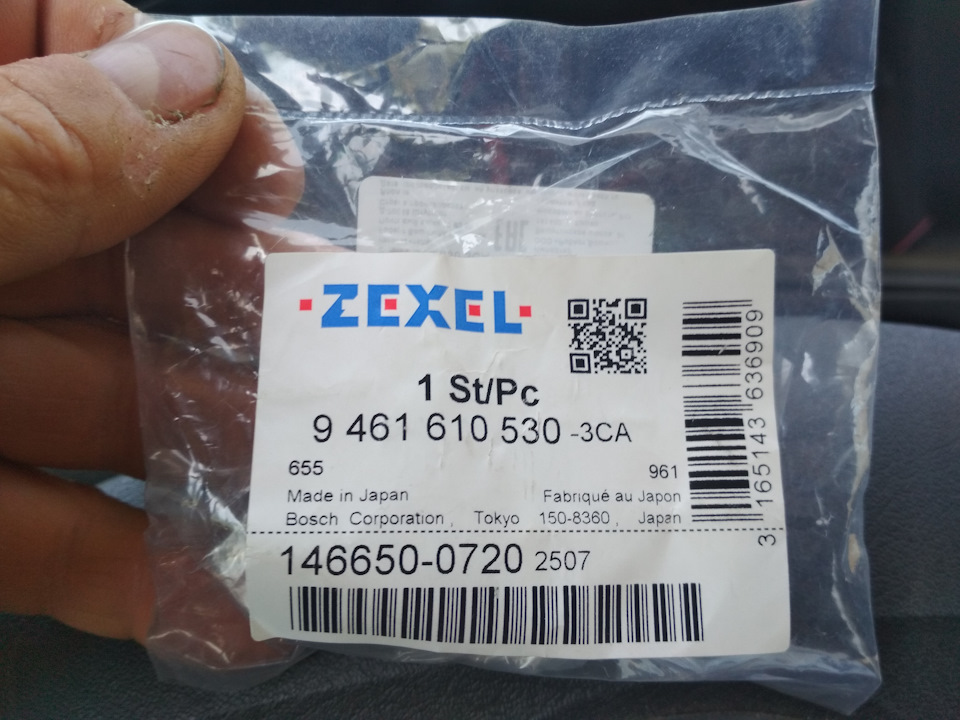 EAC
ZEXEL
1 St/Pc
9 461 610 530 -3CA
655 961
Made in Japan Fabriqué au Japon
Bosch Corporation, Tokyo 150-8360, Japan
146650-0720 2507
3 165143 636909